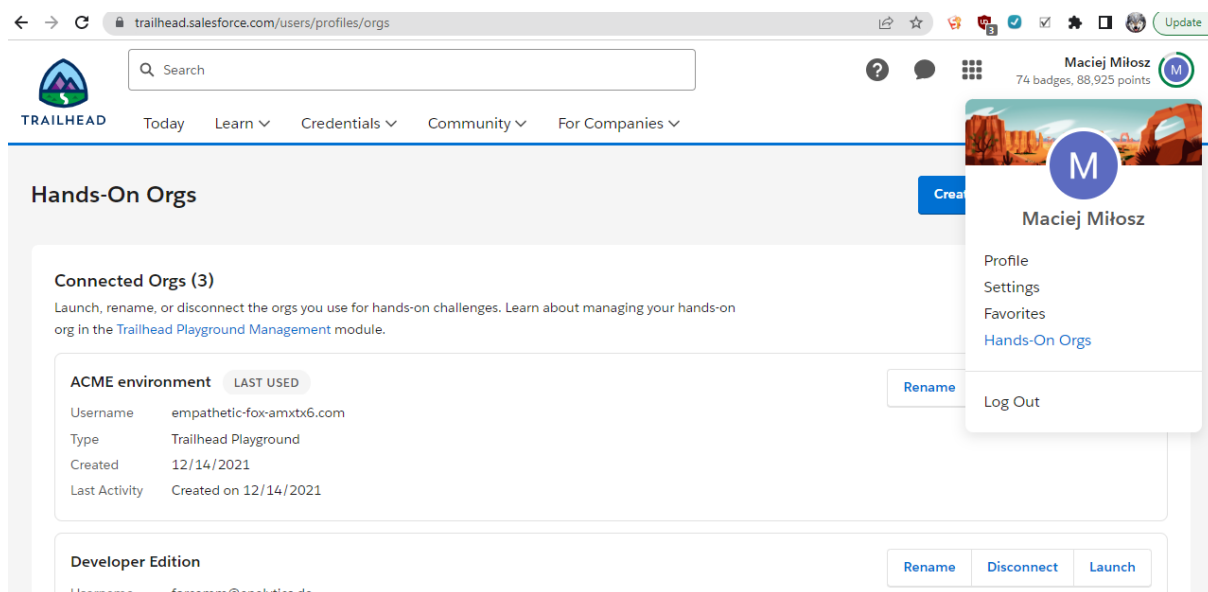 trailhead.salesforce.com/users/profiles/orgs
3
Update
Search
Maciej Miłosz
74 badges, 88,925 points
M
TRAILHEAD
Today Learn Credentials Community For Companies
M
Maciej Miłosz
Profile
Settings
Favorites
Hands-On Orgs
Log Out
Hands-On Orgs
Connected Orgs (3)
Launch, rename, or disconnect the orgs you use for hands-on challenges. Learn about managing your hands-on
org in the Trailhead Playground Management module.
ACME environment LAST USED
Rename
Username empathetic-fox-amxtx6.com
Type Trailhead Playground
Created 12/14/2021
Last Activity Created on 12/14/2021
Developer Edition
Rename Disconnect Launch